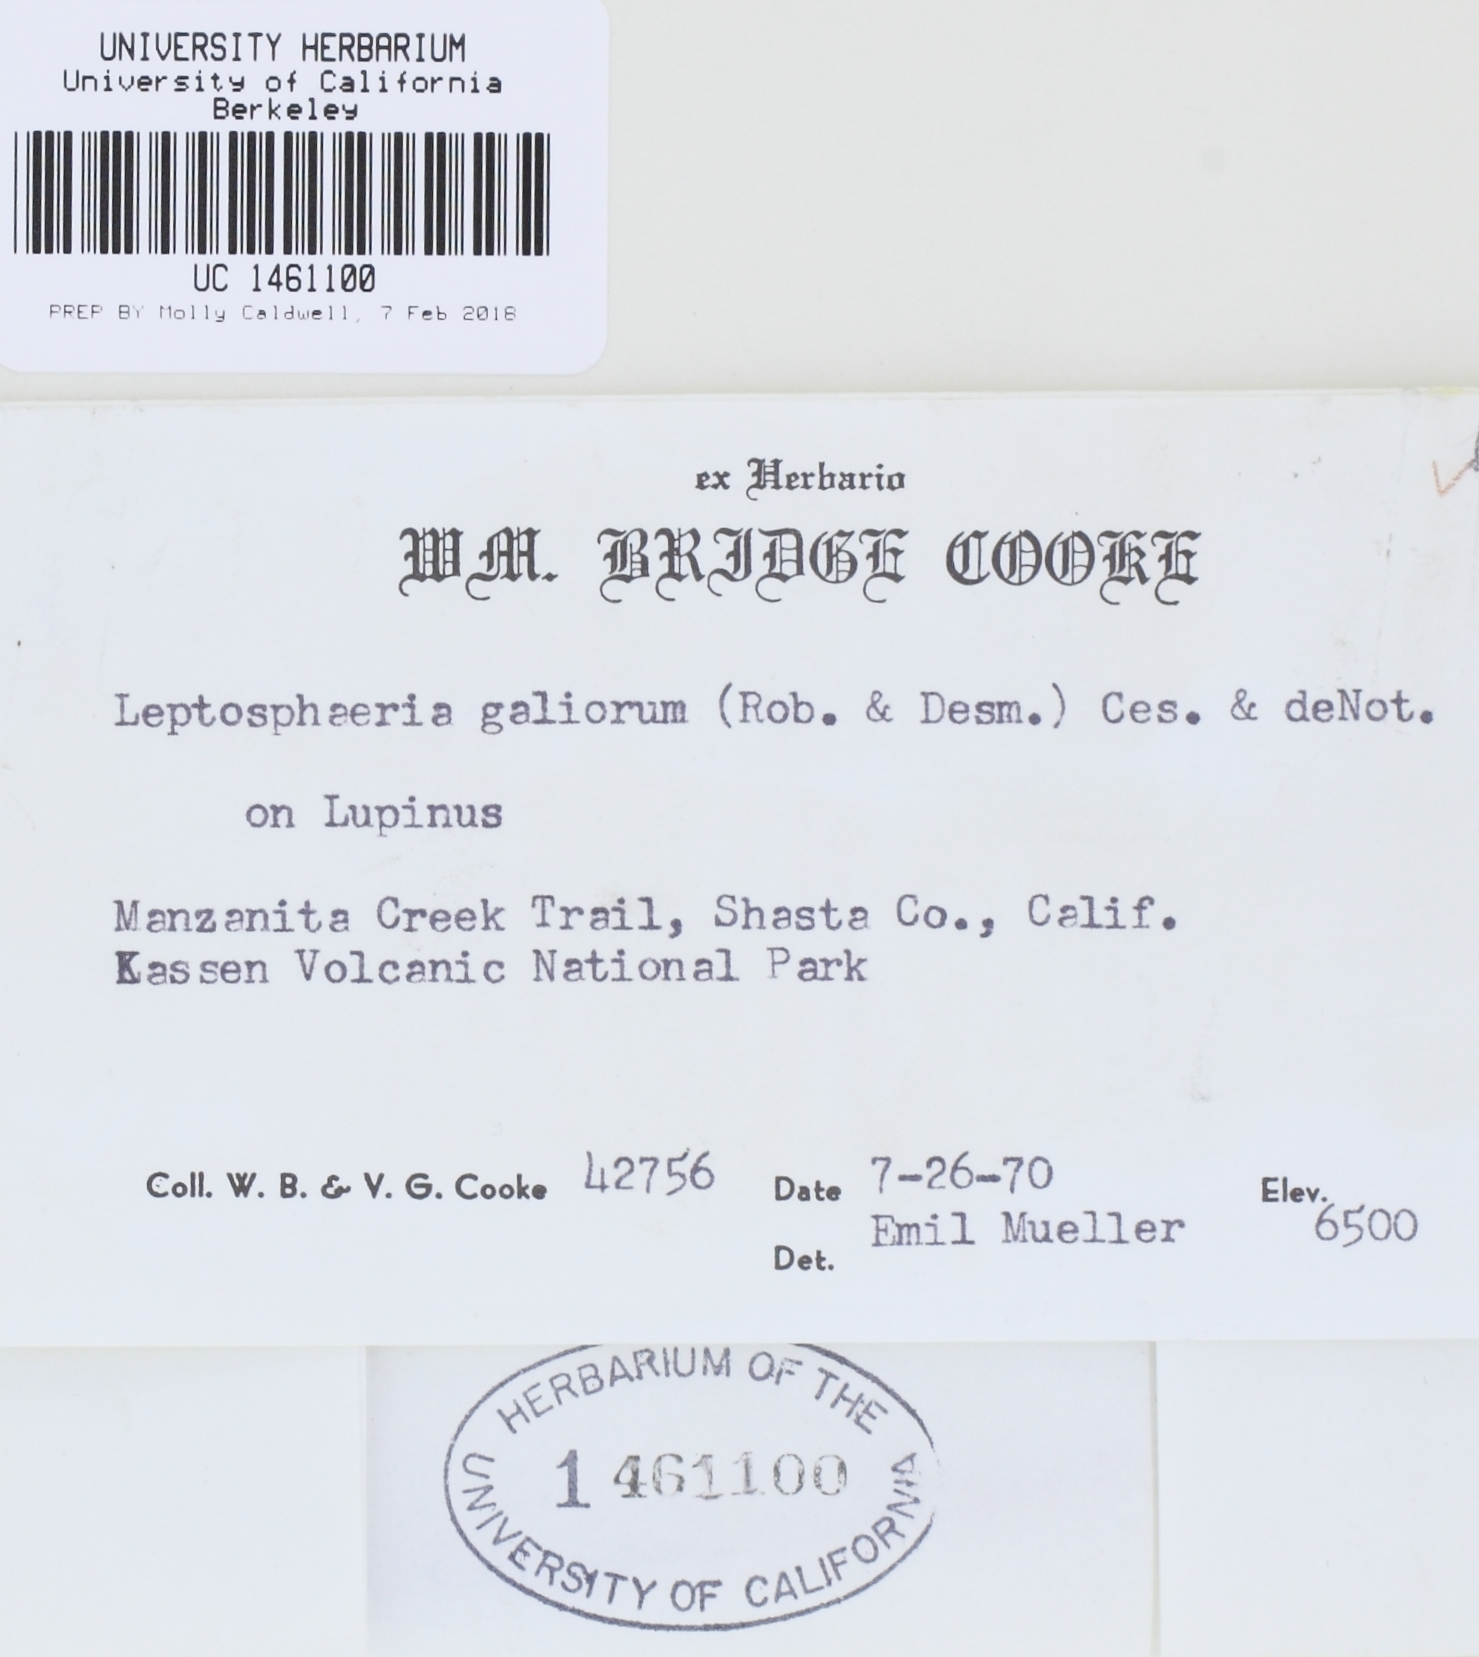 UNIVERSITY HERBARIUM
University of California
Berkeley
UC 1461100
PREP BY Molly Caldwell, 7 Feb 2018
ex Herbario
WM. BRIDGE COOKE
Leptosphaeria galiorum (Rob. & Desm.) Ces. & deNot.
on Lupinus
Manzanita Creek Trail, Shasta Co., Calif.
Lassen Volcanic National Park
Coll. W. B. & V. G. Cooke 42756 Date 7-26-70 Elev. 6500
Det. Emil Mueller
HERBARIUM OF THE
1461100
UNIVERSITY OF CALIFORNIA